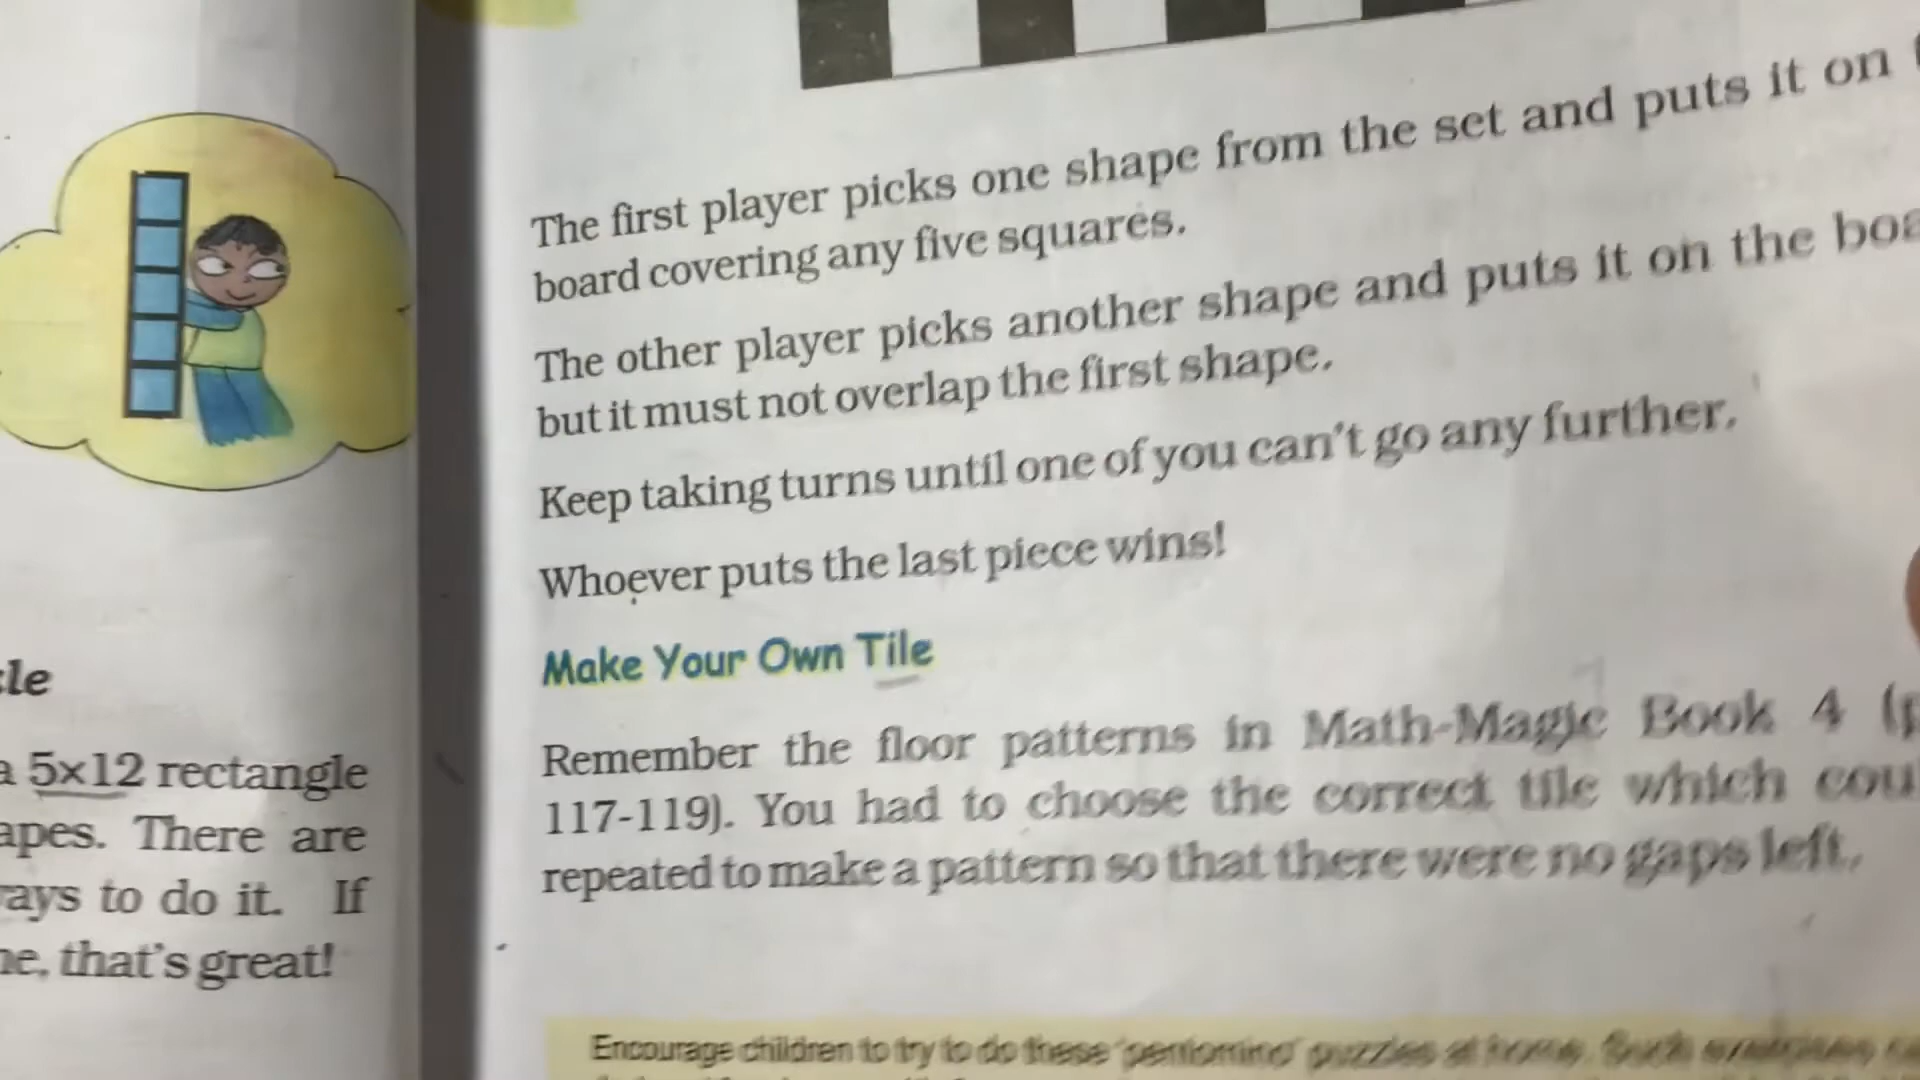 le
a 5x12 rectangle
apes. There are
ays to do it. If
ne, that's great!
The first player picks one shape from the set and puts it on
board covering any five squares.
The other player picks another shape and puts it on the boa
but it must not overlap the first shape.
Keep taking turns until one of you can't go any further.
Whoever puts the last piece wins!
Make Your Own Tile
Remember the floor patterns in Math-Magic Book 4 (p
117-119). You had to choose the correct tile which coul
repeated to make a pattern so that there were no gaps left.
Encourage children to try to do these 'pentomino' puzzles at home. Such exercises